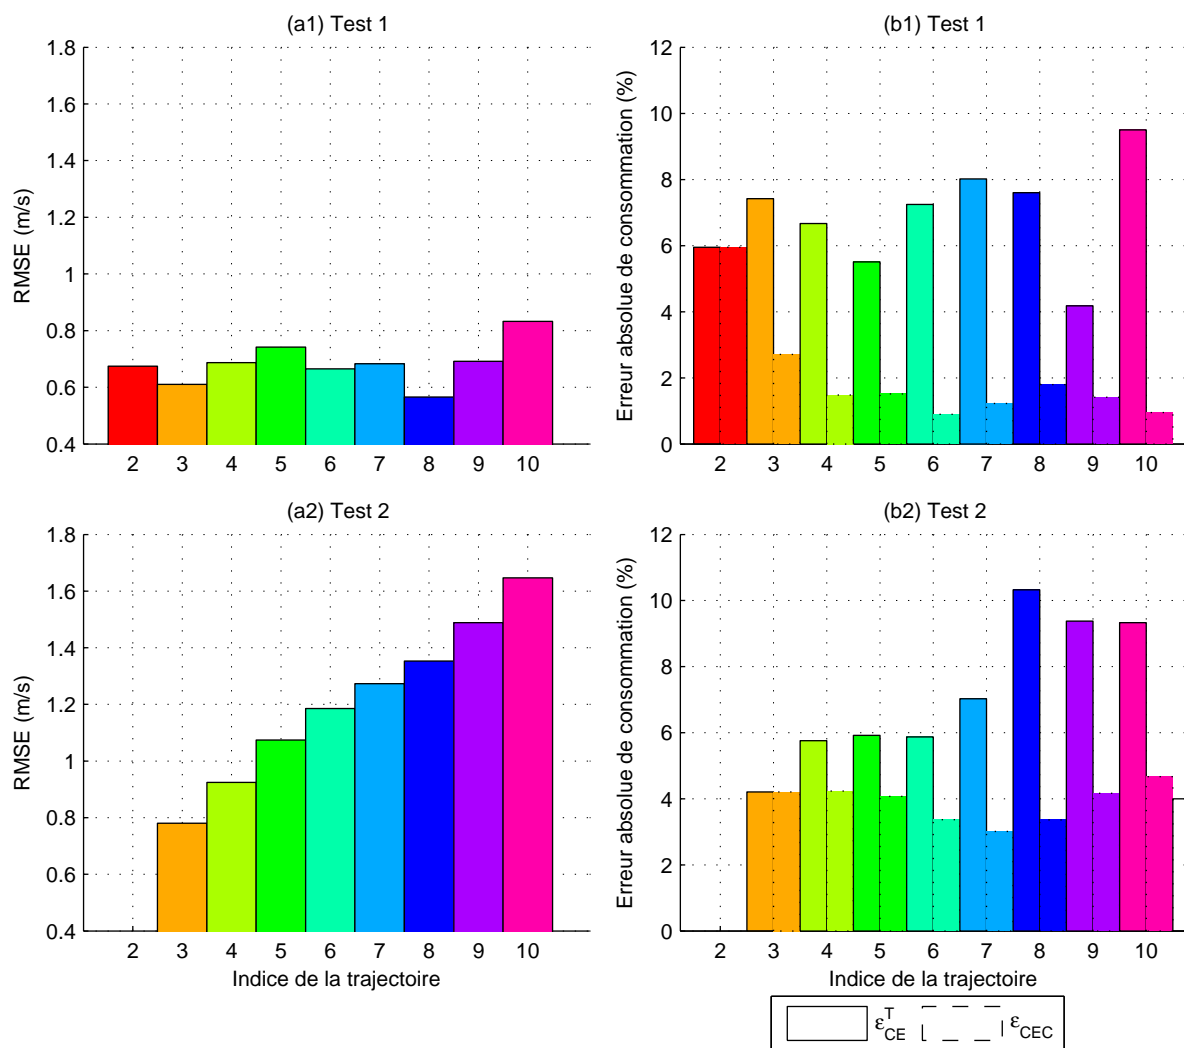 (a1) Test 1
1.8
1.6
1.4
1.2
1
0.8
0.6
0.4
RMSE (m/s)
2 3 4 5 6 7 8 9 10
(b1) Test 1
12
10
8
6
4
2
0
Erreur absolue de consommation (%)
2 3 4 5 6 7 8 9 10
(a2) Test 2
1.8
1.6
1.4
1.2
1
0.8
0.6
0.4
RMSE (m/s)
2 3 4 5 6 7 8 9 10
Indice de la trajectoire
(b2) Test 2
12
10
8
6
4
2
0
Erreur absolue de consommation (%)
2 3 4 5 6 7 8 9 10
ε^T_CE ε_CEC